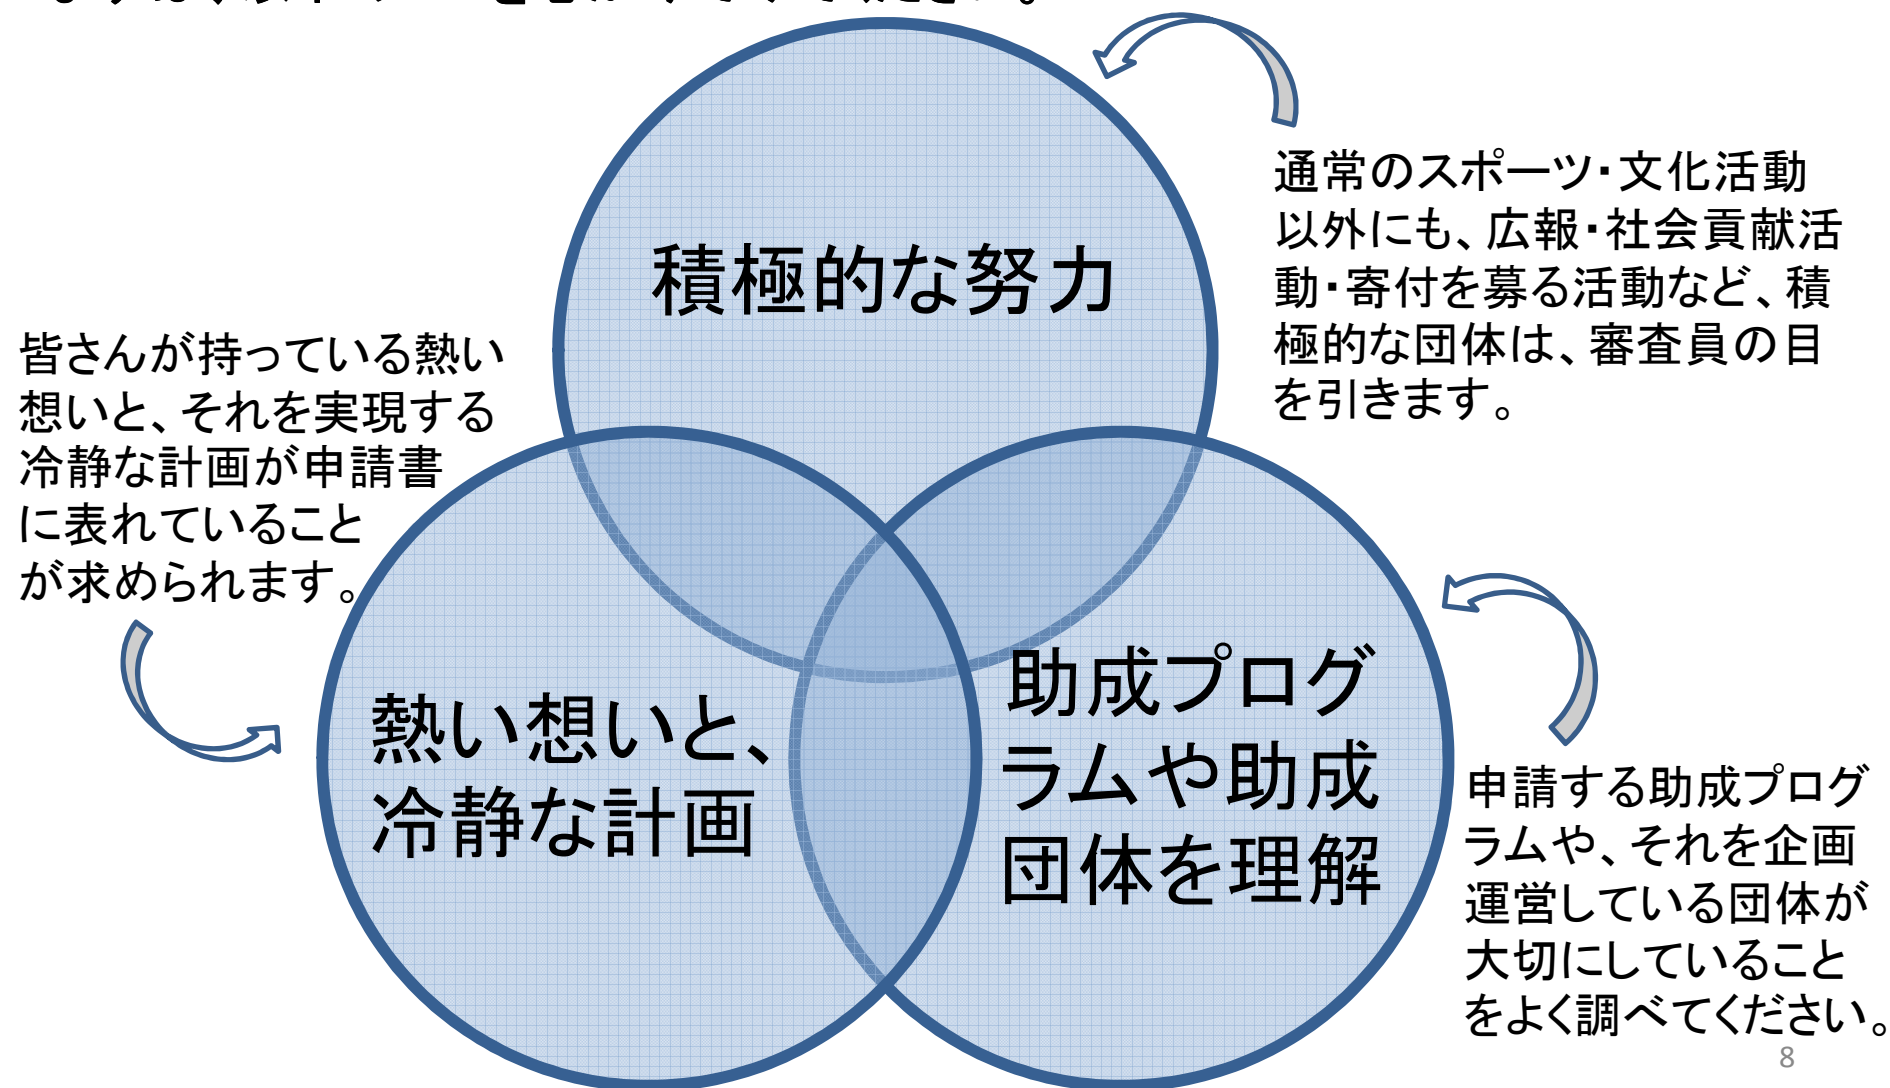 積極的な努力
通常のスポーツ・文化活動
以外にも、広報・社会貢献活
動・寄付を募る活動など、積
極的な団体は、審査員の目
を引きます。
皆さんが持っている熱い
想いと、それを実現する
冷静な計画が申請書
に表れていること
が求められます。
熱い想いと、
冷静な計画
助成プログ
ラムや助成
団体を理解
申請する助成プログ
ラムや、それを企画
運営している団体が
大切にしていること
をよく調べてください。
8